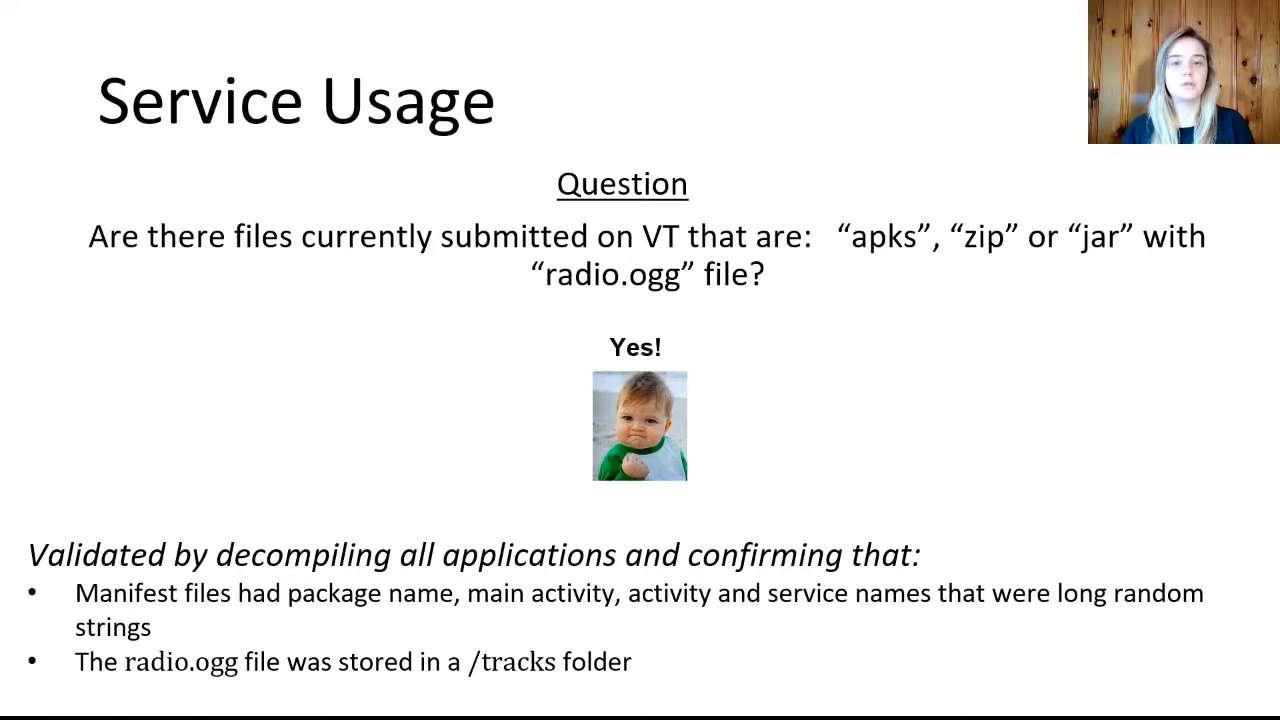 Service Usage
Question
Are there files currently submitted on VT that are: “apks”, “zip” or “jar” with
“radio.ogg” file?
Yes!
Validated by decompiling all applications and confirming that:
• Manifest files had package name, main activity, activity and service names that were long random
strings
• The radio.ogg file was stored in a /tracks folder